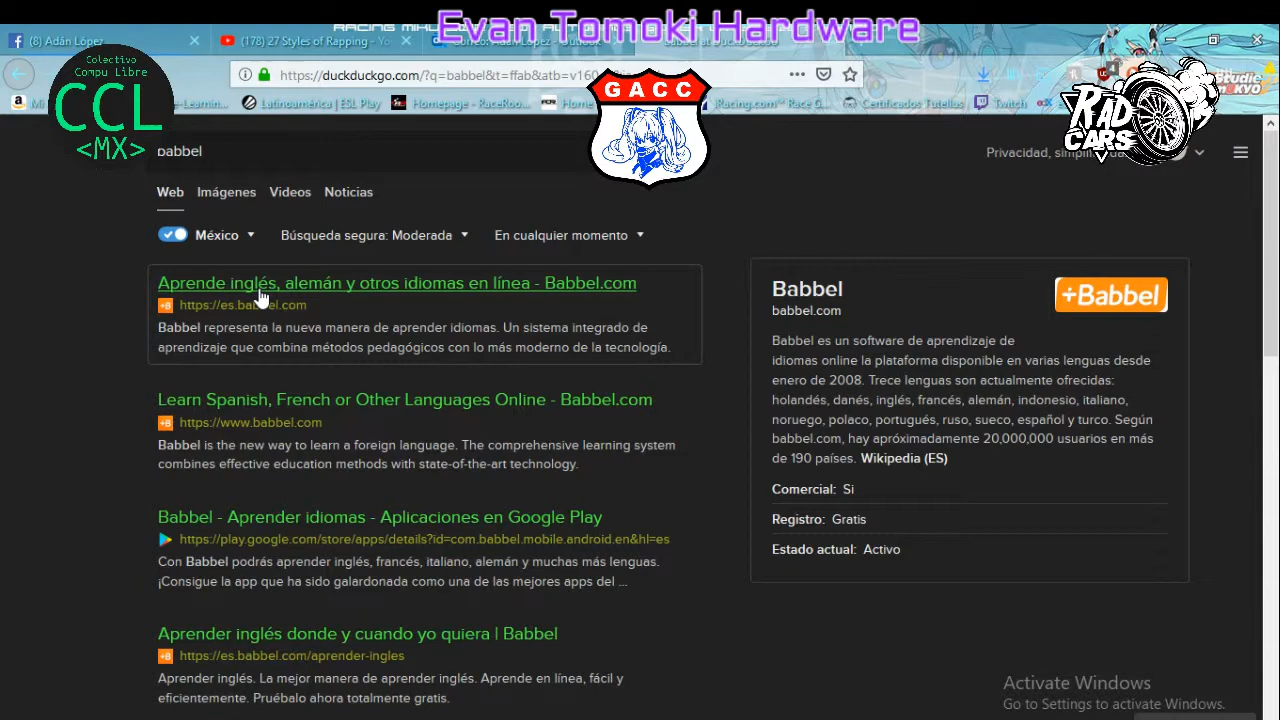 Evan Tomoki Hardware
(8) Adán López
(178) 27 Styles of Rapping - Yo
https://duckduckgo.com/?q=babbel&t=ffab&atb=v160
Latinoamérica | ESL Play
Homepage - RaceRoo
iRacing.com™ Race
Certificados Tutellus
Twitch
Colectivo
Compu Libre
CCL
<MX>
GACC
RAD
CARS
babbel
Web Imágenes Videos Noticias
México Búsqueda segura: Moderada En cualquier momento
Aprende inglés, alemán y otros idiomas en línea - Babbel.com
https://es.babbel.com
Babbel representa la nueva manera de aprender idiomas. Un sistema integrado de
aprendizaje que combina métodos pedagógicos con lo más moderno de la tecnología.
Learn Spanish, French or Other Languages Online - Babbel.com
https://www.babbel.com
Babbel is the new way to learn a foreign language. The comprehensive learning system
combines effective education methods with state-of-the-art technology.
Babbel - Aprender idiomas - Aplicaciones en Google Play
https://play.google.com/store/apps/details?id=com.babbel.mobile.android.en&hl=es
Con Babbel podrás aprender inglés, francés, italiano, alemán y muchas más lenguas.
¡Consigue la app que ha sido galardonada como una de las mejores apps del ...
Aprender inglés donde y cuando yo quiera | Babbel
https://es.babbel.com/aprender-ingles
Aprender inglés. La mejor manera de aprender inglés. Aprende en línea, fácil y
eficientemente. Pruébalo ahora totalmente gratis.
Babbel
babbel.com
+Babbel
Babbel es un software de aprendizaje de
idiomas online la plataforma disponible en varias lenguas desde
enero de 2008. Trece lenguas son actualmente ofrecidas:
holandés, danés, inglés, francés, alemán, indonesio, italiano,
noruego, polaco, portugués, ruso, sueco, español y turco. Según
babbel.com, hay apróximadamente 20,000,000 usuarios en más
de 190 países. Wikipedia (ES)
Comercial: Si
Registro: Gratis
Estado actual: Activo
Activate Windows
Go to Settings to activate Windows.